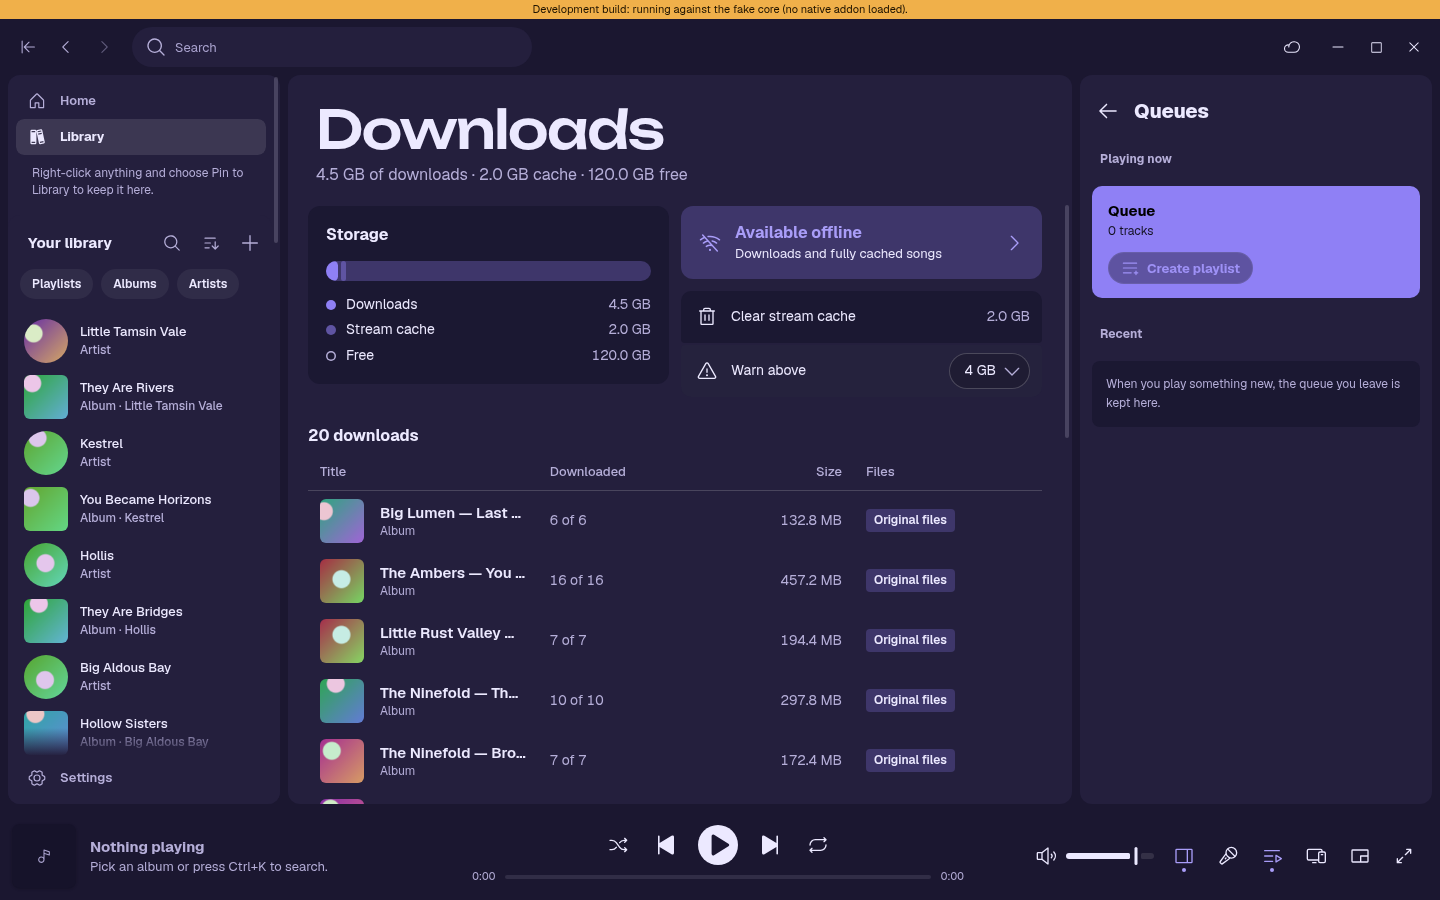 Development build: running against the fake core (no native addon loaded).
Search
Home
Library
Right-click anything and choose Pin to
Library to keep it here.
Your library
Playlists
Albums
Artists
Little Tamsin Vale
Artist
They Are Rivers
Album · Little Tamsin Vale
Kestrel
Artist
You Became Horizons
Album · Kestrel
Hollis
Artist
They Are Bridges
Album · Hollis
Big Aldous Bay
Artist
Hollow Sisters
Album · Big Aldous Bay
Settings
Downloads
4.5 GB of downloads · 2.0 GB cache · 120.0 GB free
Storage
Downloads 4.5 GB
Stream cache 2.0 GB
Free 120.0 GB
Available offline
Downloads and fully cached songs
Clear stream cache 2.0 GB
Warn above 4 GB
20 downloads
Title Downloaded Size Files
Big Lumen — Last ...
Album
6 of 6 132.8 MB Original files
The Ambers — You ...
Album
16 of 16 457.2 MB Original files
Little Rust Valley ...
Album
7 of 7 194.4 MB Original files
The Ninefold — Th...
Album
10 of 10 297.8 MB Original files
The Ninefold — Bro...
Album
7 of 7 172.4 MB Original files
Queues
Playing now
Queue
0 tracks
Create playlist
Recent
When you play something new, the queue you leave is
kept here.
Nothing playing
Pick an album or press Ctrl+K to search.
0:00
0:00